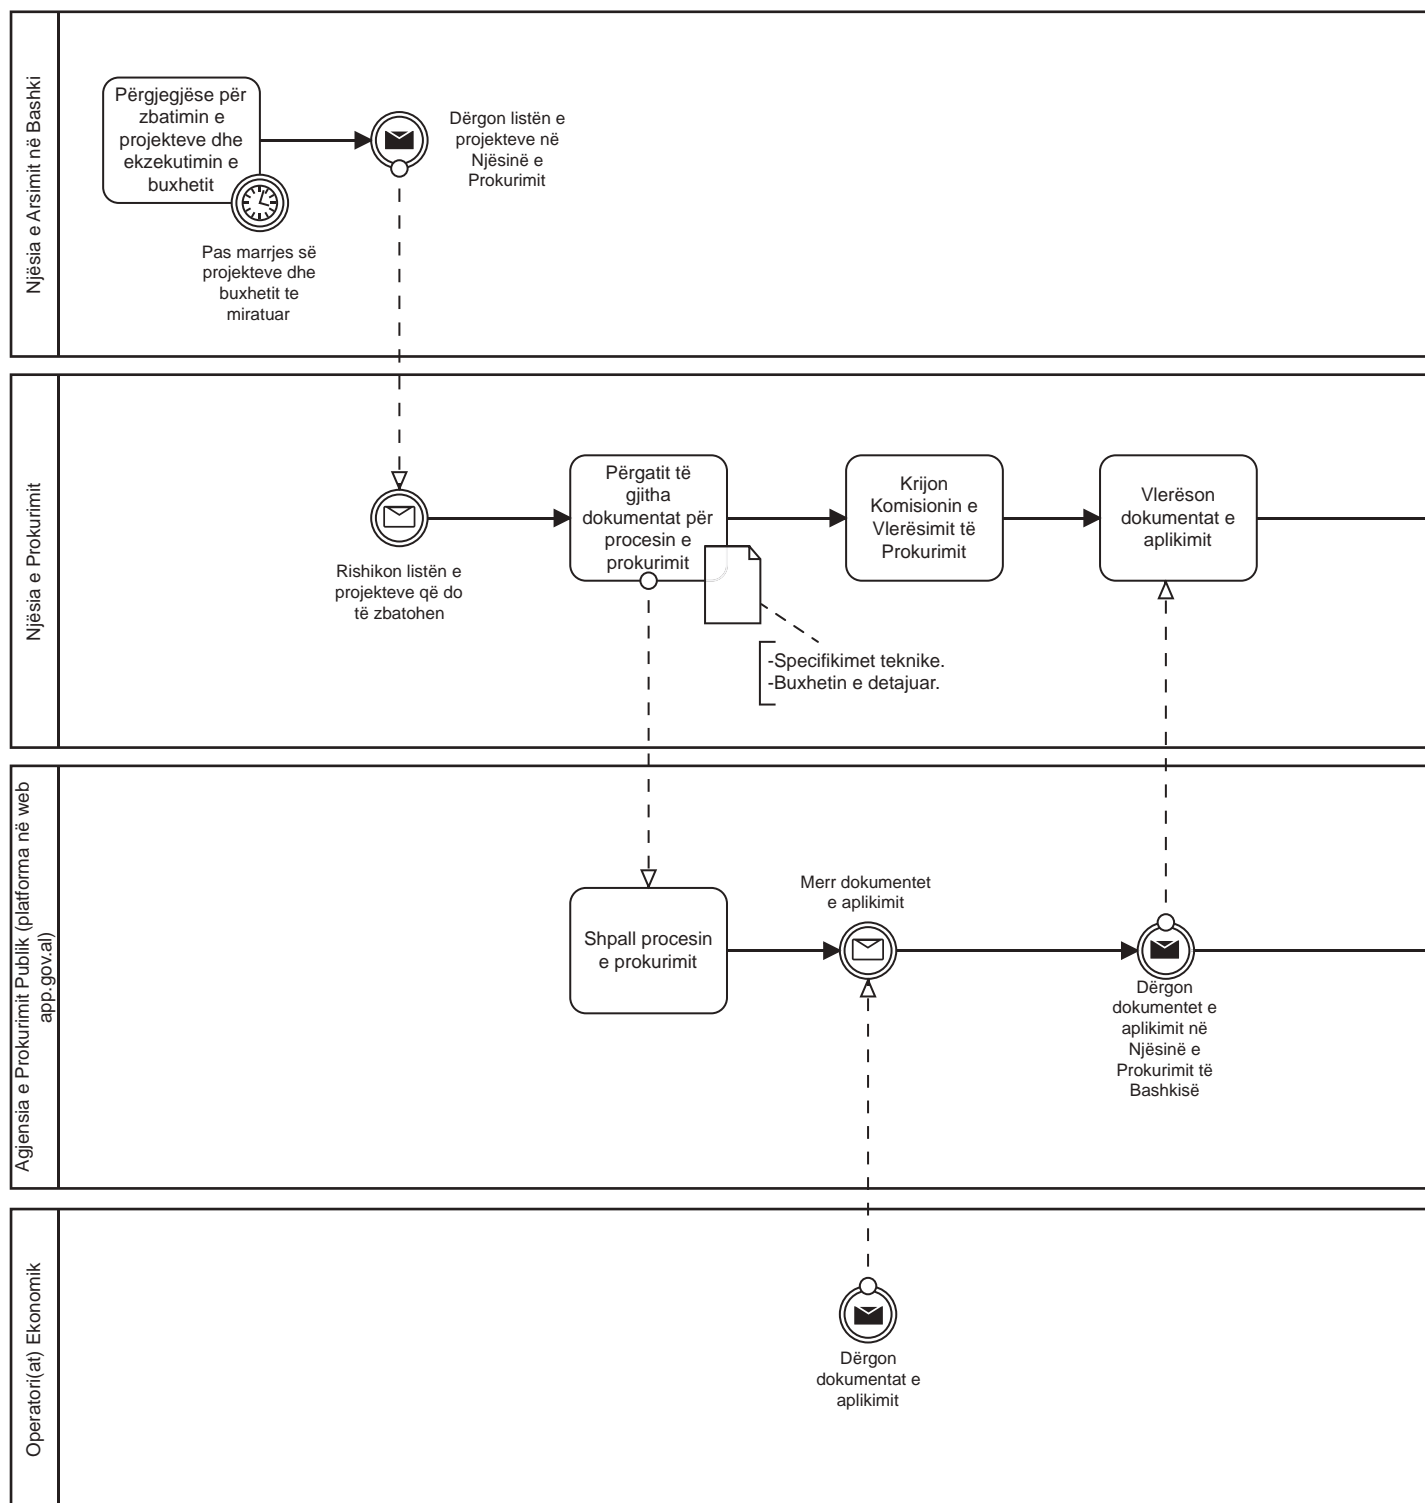 Njësia e Arsimit në Bashki
Përgjegjëse për
zbatimin e
projekteve dhe
ekzekutimin e
buxhetit
Pas marrjes së
projekteve dhe
buxhetit te
miratuar
Dërgon listën e
projekteve në
Njësinë e
Prokurimit
Njësia e Prokurimit
Rishikon listën e
projekteve që do
të zbatohen
Përgatit të
gjitha
dokumentat për
procesin e
prokurimit
-Specifikimet teknike.
-Buxhetin e detajuar.
Krijon
Komisionin e
Vlerësimit të
Prokurimit
Vlerëson
dokumentat e
aplikimit
Agjensia e Prokurimit Publik (platforma në web
app.gov.al)
Shpall procesin
e prokurimit
Merr dokumentet
e aplikimit
Dërgon
dokumentet e
aplikimit në
Njësinë e
Prokurimit të
Bashkisë
Operatori(at) Ekonomik
Dërgon
dokumentat e
aplikimit